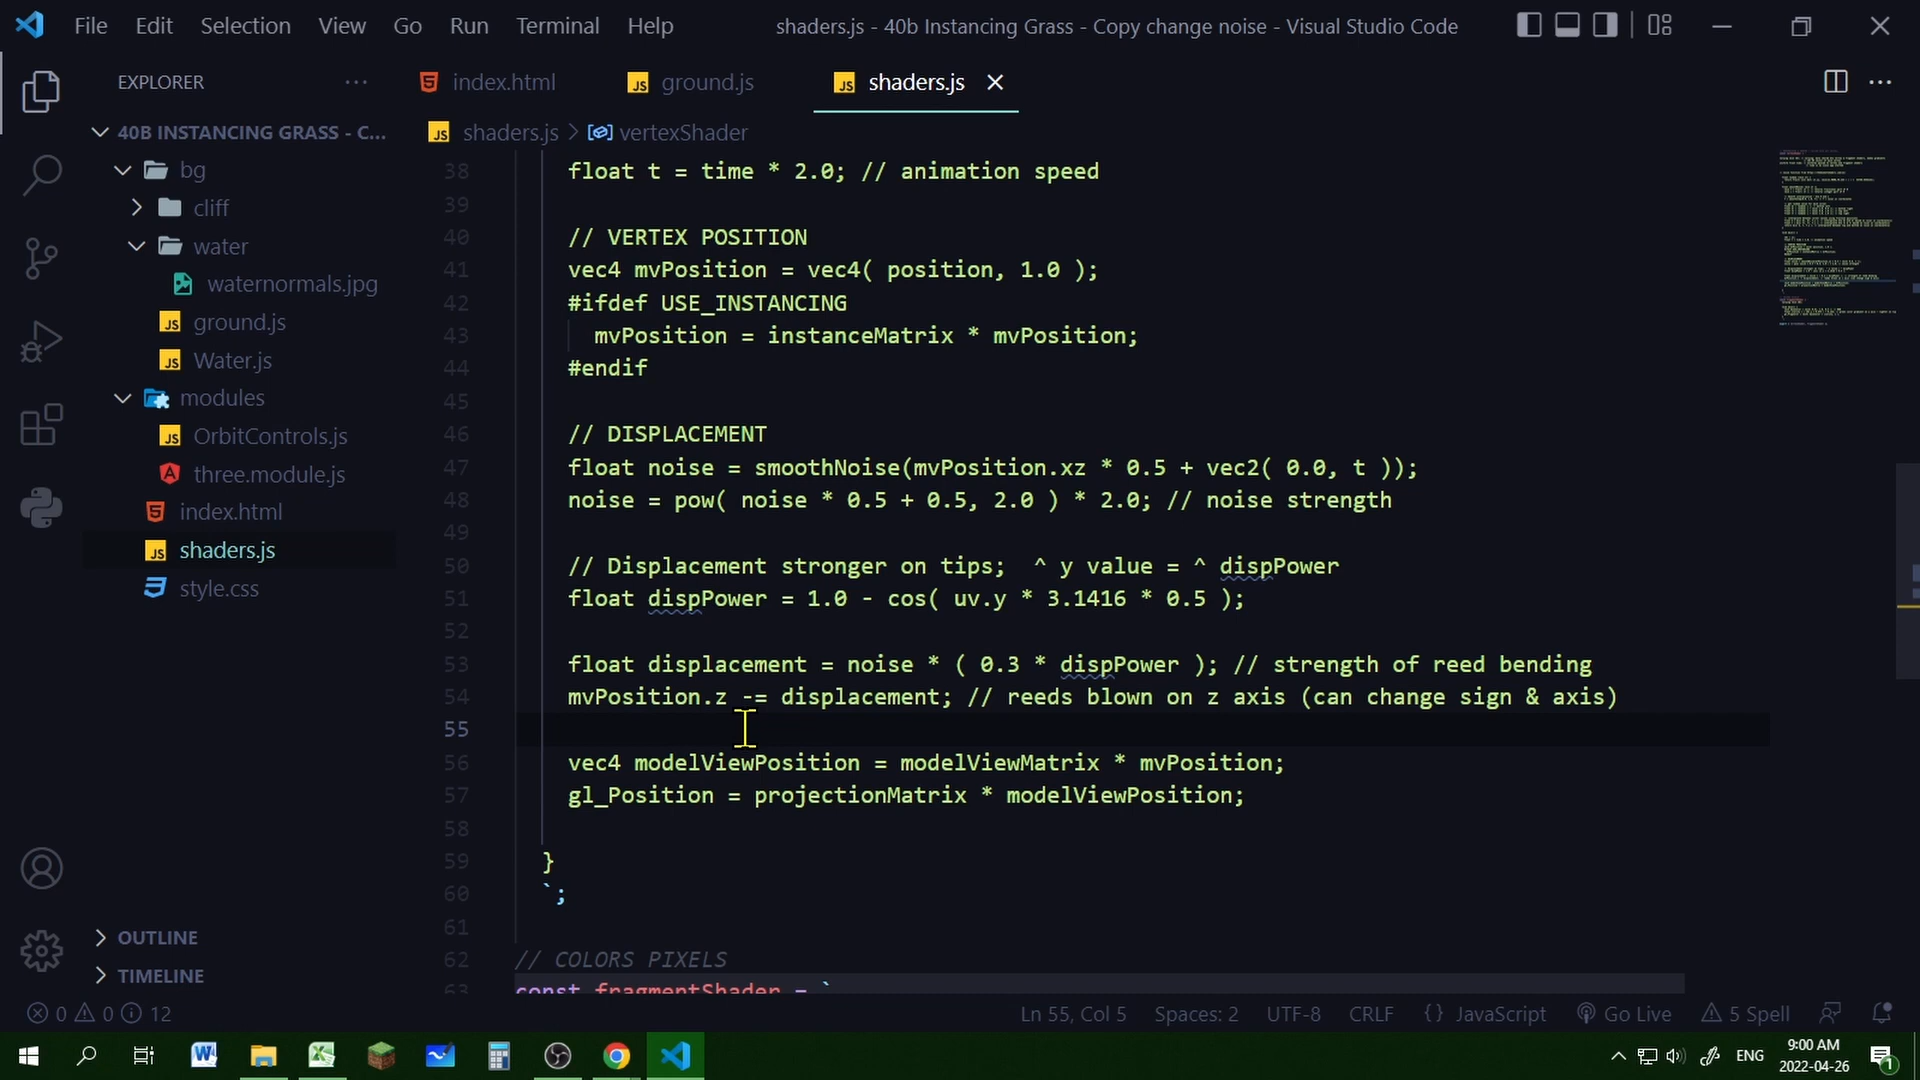 File Edit Selection View Go Run Terminal Help shaders.js - 40b Instancing Grass - Copy change noise - Visual Studio Code
EXPLORER
index.html
ground.js
shaders.js
40B INSTANCING GRASS - C...
bg
cliff
water
waternormals.jpg
ground.js
Water.js
modules
OrbitControls.js
three.module.js
index.html
shaders.js
style.css
OUTLINE
TIMELINE
shaders.js > vertexShader
38 float t = time * 2.0; // animation speed
39
40 // VERTEX POSITION
41 vec4 mvPosition = vec4( position, 1.0 );
42 #ifdef USE_INSTANCING
43 mvPosition = instanceMatrix * mvPosition;
44 #endif
45
46 // DISPLACEMENT
47 float noise = smoothNoise(mvPosition.xz * 0.5 + vec2( 0.0, t ));
48 noise = pow( noise * 0.5 + 0.5, 2.0 ) * 2.0; // noise strength
49
50 // Displacement stronger on tips;  ^ y value = ^ dispPower
51 float dispPower = 1.0 - cos( uv.y * 3.1416 * 0.5 );
52
53 float displacement = noise * ( 0.3 * dispPower ); // strength of reed bending
54 mvPosition.z -= displacement; // reeds blown on z axis (can change sign & axis)
55
56 vec4 modelViewPosition = modelViewMatrix * mvPosition;
57 gl_Position = projectionMatrix * modelViewPosition;
58
59 }
60 `;
61
62 // COLORS PIXELS
63 const fragmentShader = `
0 0 12
Ln 55, Col 5 Spaces: 2 UTF-8 CRLF {} JavaScript Go Live 5 Spell
ENG
9:00 AM
2022-04-26
1